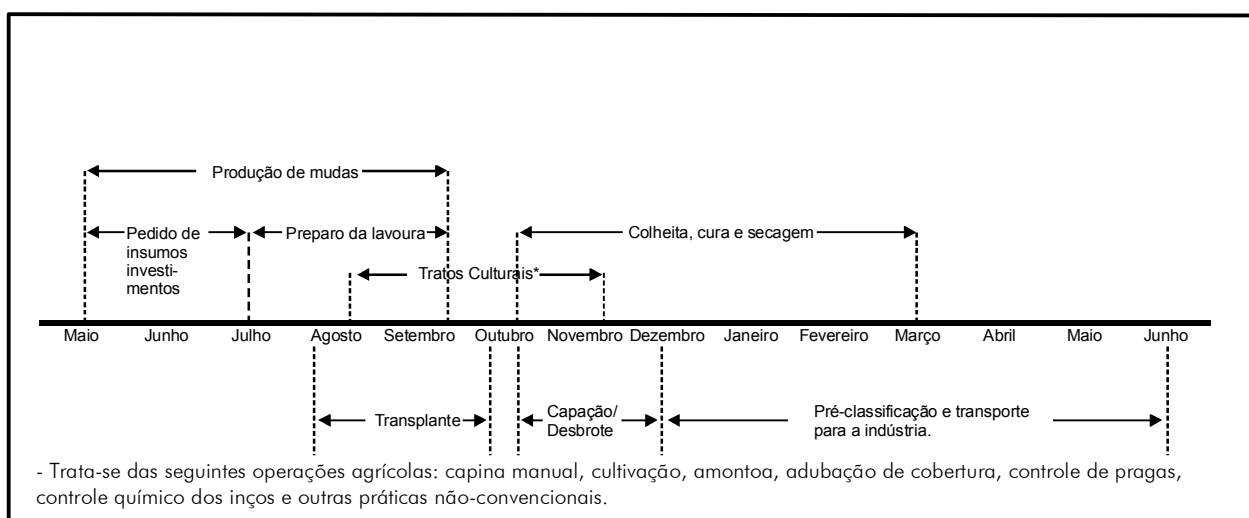 Produção de mudas
Pedido de
insumos
investi-
mentos
Preparo da lavoura
Colheita, cura e secagem
Tratos Culturais*
Maio Junho Julho Agosto Setembro Outubro Novembro Dezembro Janeiro Fevereiro Março Abril Maio Junho
Transplante
Capação/
Desbrote
Pré-classificação e transporte
para a indústria.
- Trata-se das seguintes operações agrícolas: capina manual, cultivação, amontoa, adubação de cobertura, controle de pragas,
controle químico dos inços e outras práticas não-convencionais.